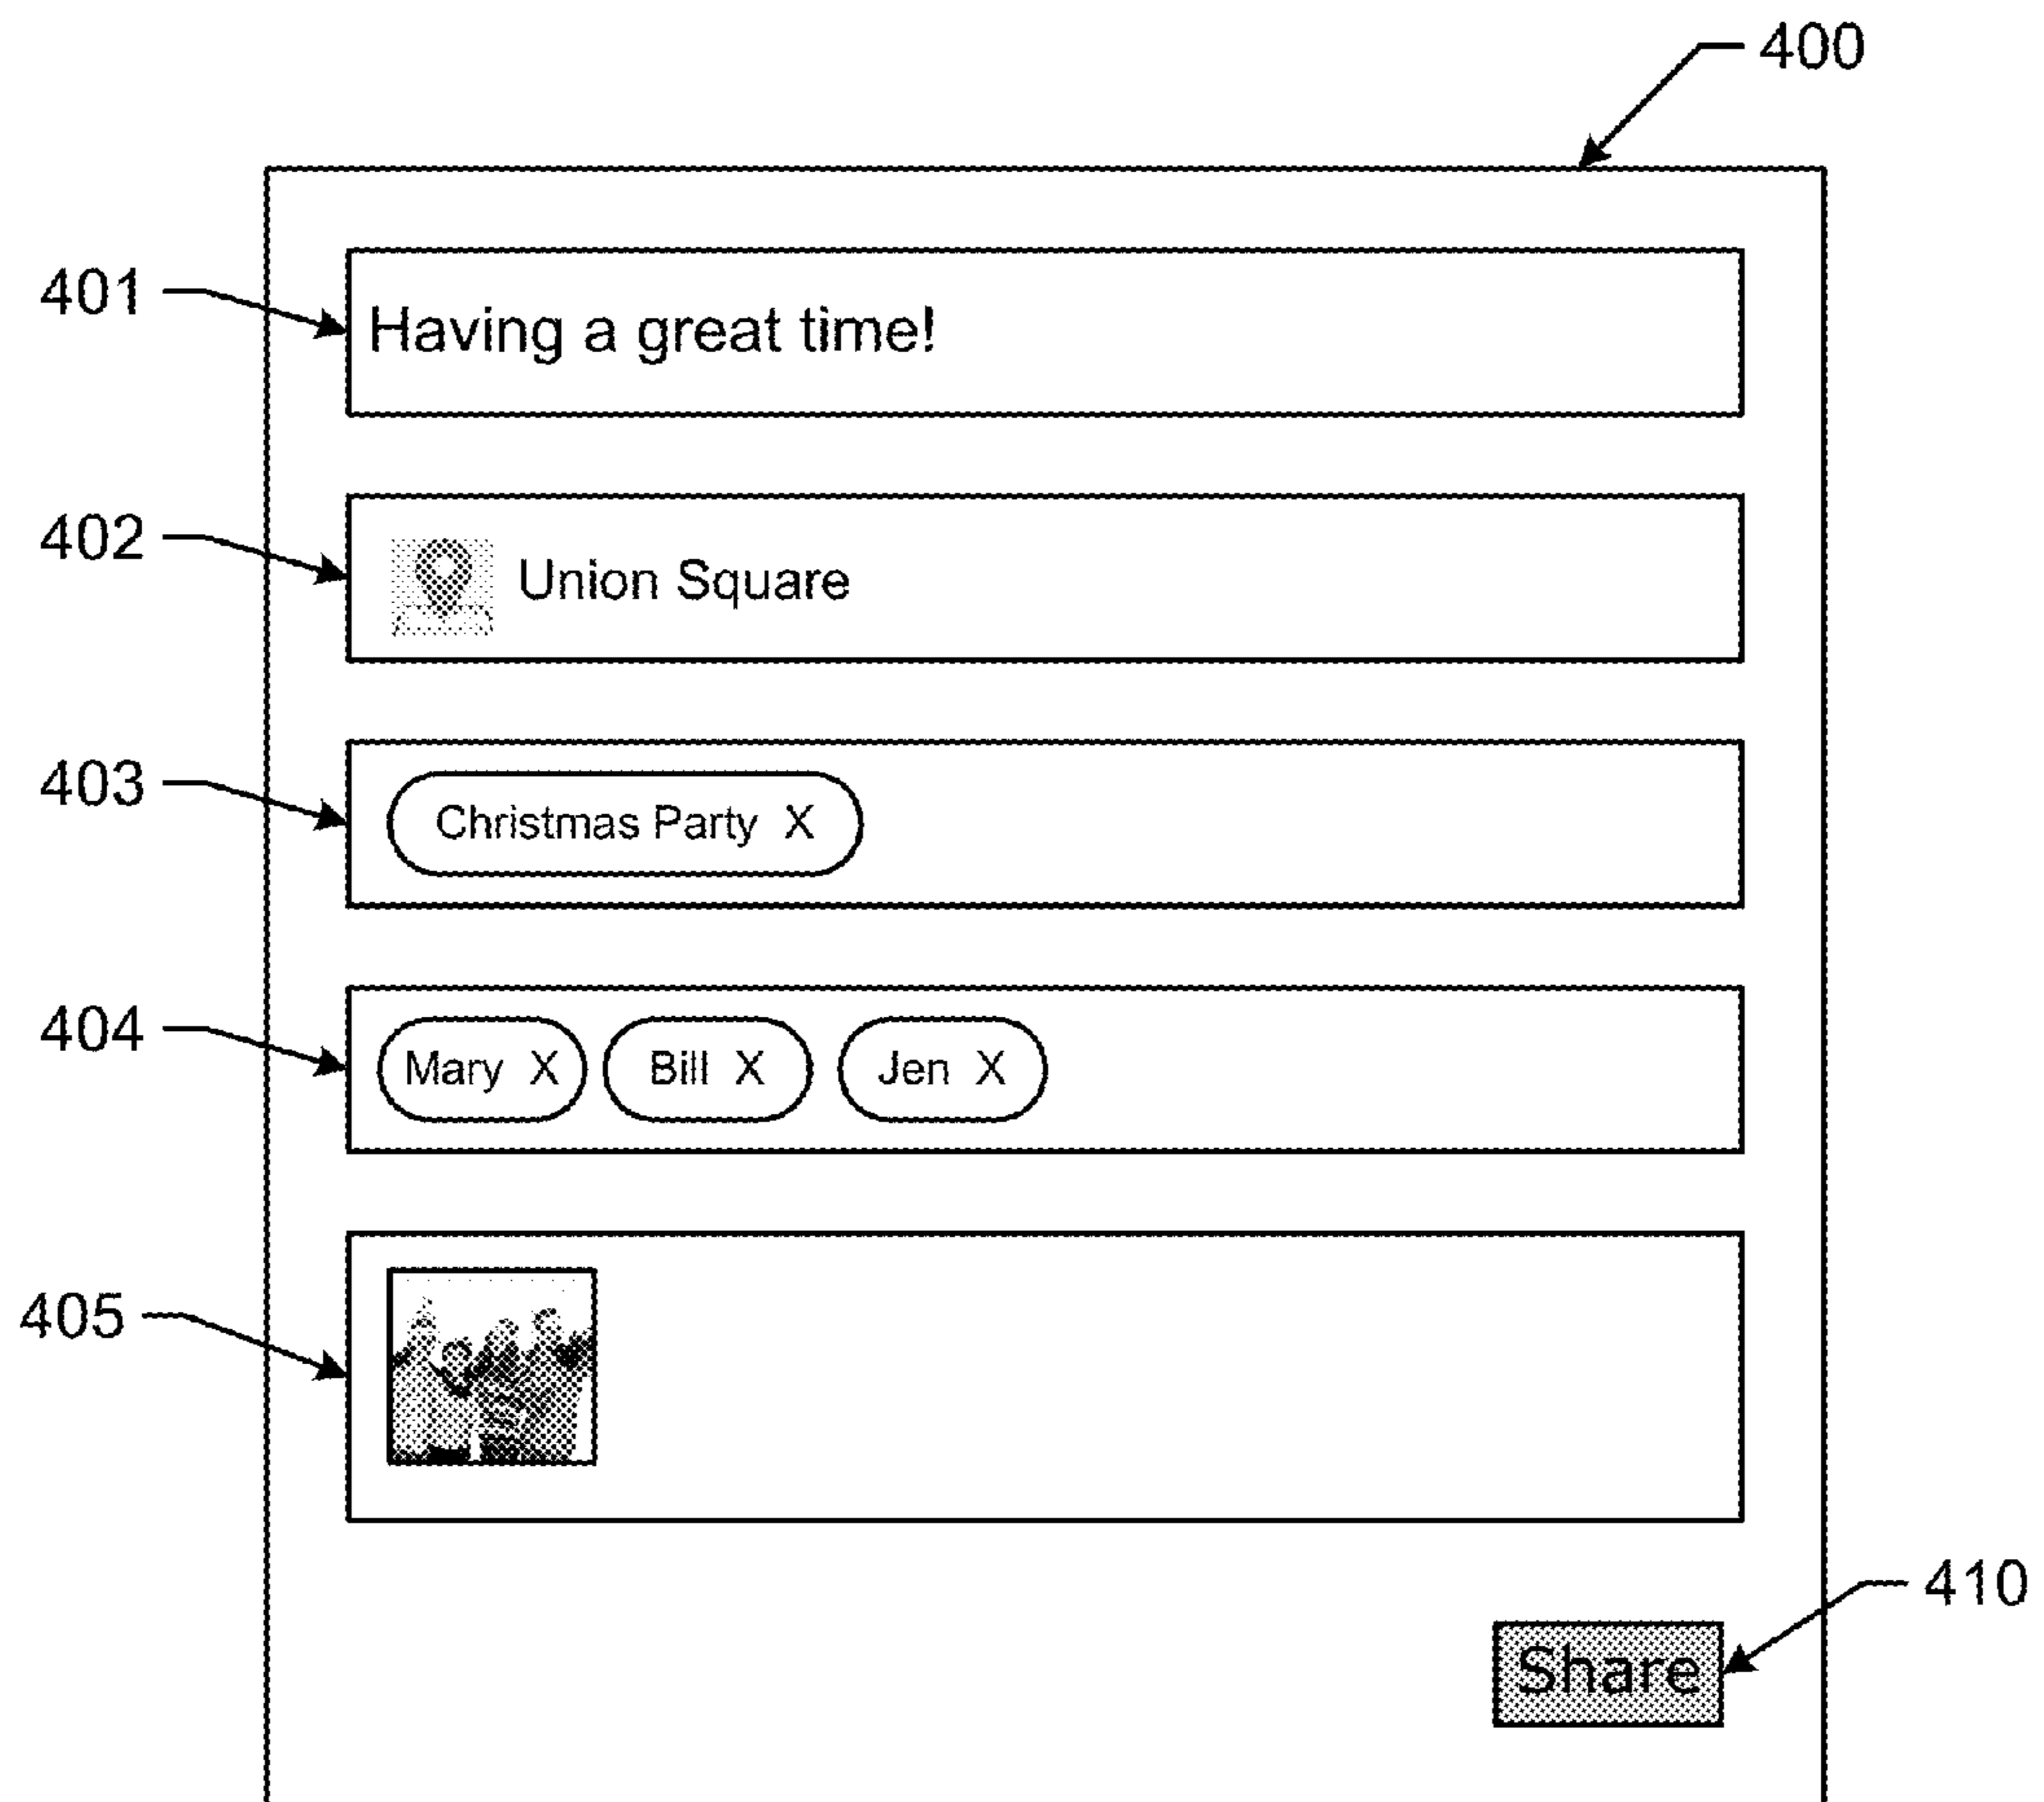 400
401
Having a great time!
402
Union Square
403
Christmas Party X
404
Mary X Bill X Jen X
405
410
Share